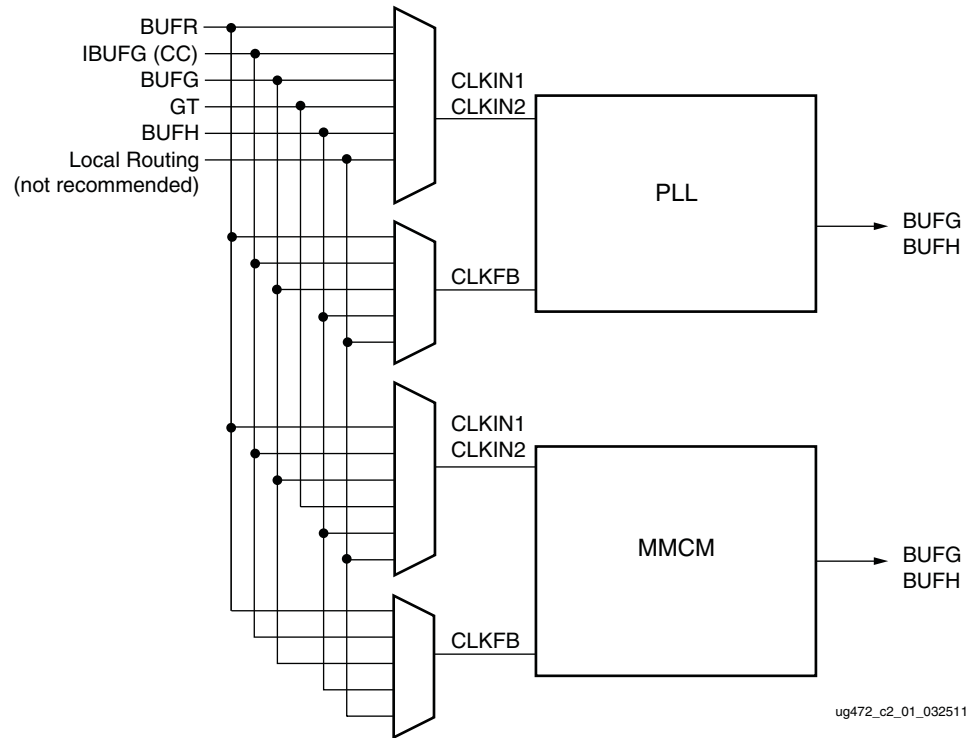 BUFR
IBUFG (CC)
BUFG
GT
BUFH
Local Routing
(not recommended)
CLKIN1
CLKIN2
PLL
BUFG
BUFH
CLKFB
CLKIN1
CLKIN2
MMCM
BUFG
BUFH
CLKFB
ug472_c2_01_032511